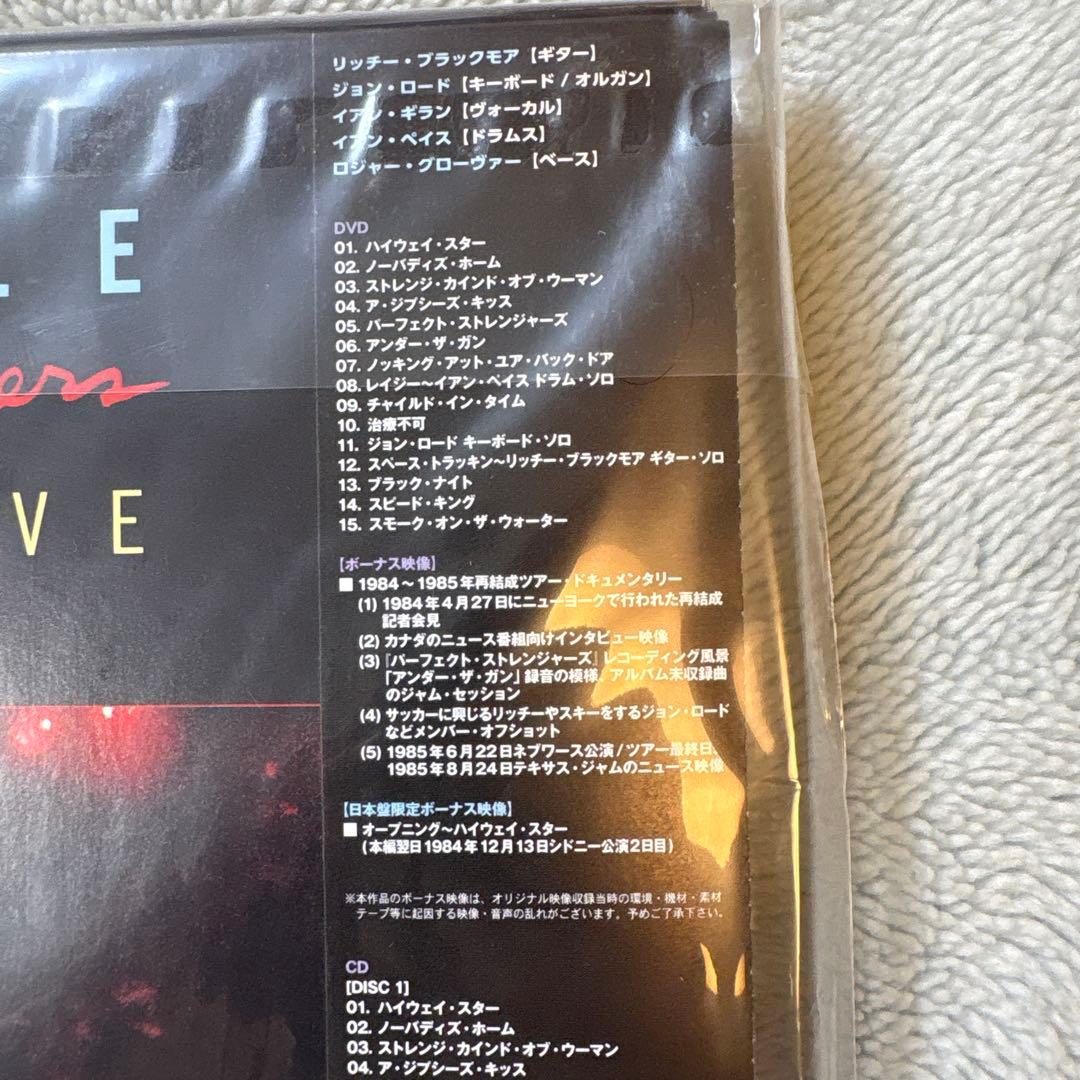 リッチー・ブラックモア【ギター】
ジョン・ロード【キーボード / オルガン】
イアン・ギラン【ヴォーカル】
イアン・ペイス【ドラムス】
ロジャー・グローヴァー【ベース】
L E
ers
V E
DVD
01. ハイウェイ・スター
02. ノーバディズ・ホーム
03. ストレンジ・カインド・オブ・ウーマン
04. ア・ジプシーズ・キッス
05. パーフェクト・ストレンジャーズ
06. アンダー・ザ・ガン
07. ノッキング・アット・ユア・バック・ドア
08. レイジー〜イアン・ペイス ドラム・ソロ
09. チャイルド・イン・タイム
10. 治療不可
11. ジョン・ロード キーボード・ソロ
12. スペース・トラッキン〜リッチー・ブラックモア ギター・ソロ
13. ブラック・ナイト
14. スピード・キング
15. スモーク・オン・ザ・ウォーター
【ボーナス映像】
■ 1984〜1985年再結成ツアー・ドキュメンタリー
(1) 1984年4月27日にニューヨークで行われた再結成
記者会見
(2) カナダのニュース番組向けインタビュー映像
(3)『パーフェクト・ストレンジャーズ』レコーディング風景
「アンダー・ザ・ガン」録音の模様、アルバム未収録曲
のジャム・セッション
(4) サッカーに興じるリッチーやスキーをするジョン・ロード
などメンバー・オフショット
(5) 1985年6月22日ネブワース公演/ツアー最終日、
1985年8月24日テキサス・ジャムのニュース映像
【日本盤限定ボーナス映像】
■ オープニング〜ハイウェイ・スター
(本編翌日1984年12月13日シドニー公演2日目)
※本作品のボーナス映像は、オリジナル映像収録当時の環境・機材・素材
テープ等に起因する映像・音声の乱れがございます。予めご了承下さい。
CD
[DISC 1]
01. ハイウェイ・スター
02. ノーバディズ・ホーム
03. ストレンジ・カインド・オブ・ウーマン
04. ア・ジプシーズ・キッス